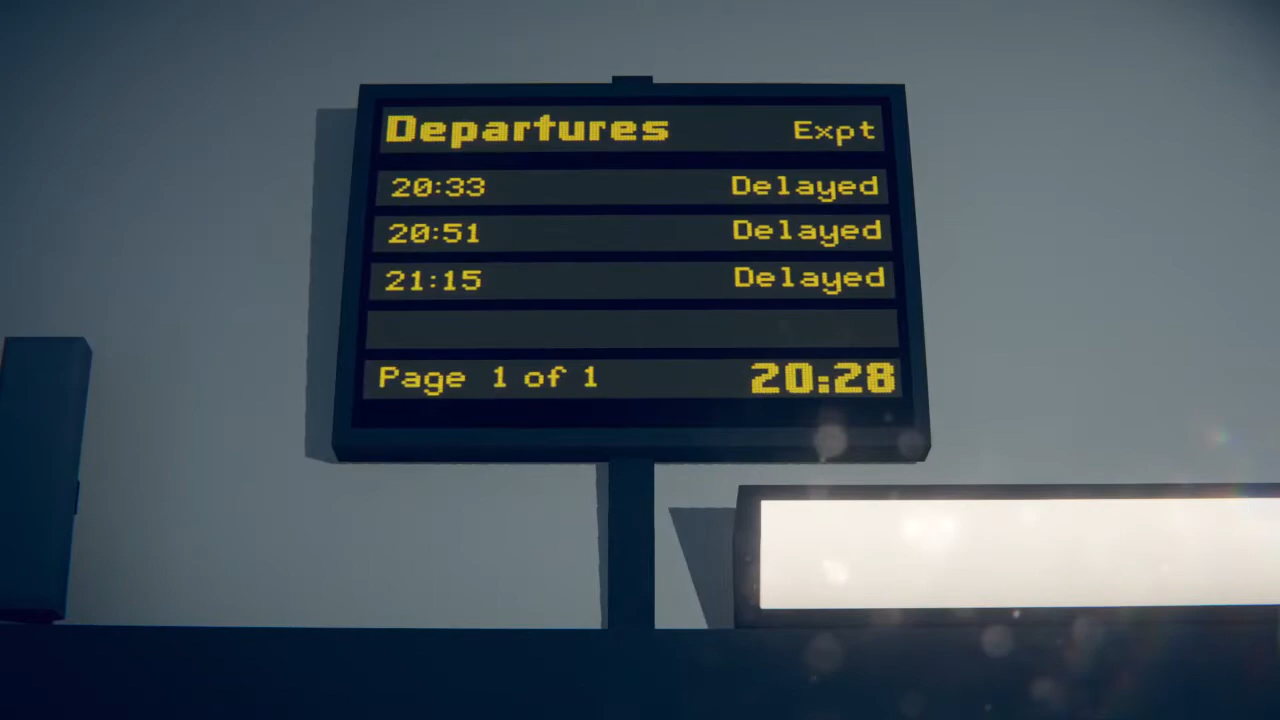 Departures Expt
20:33 Delayed
20:51 Delayed
21:15 Delayed
Page 1 of 1 20:28